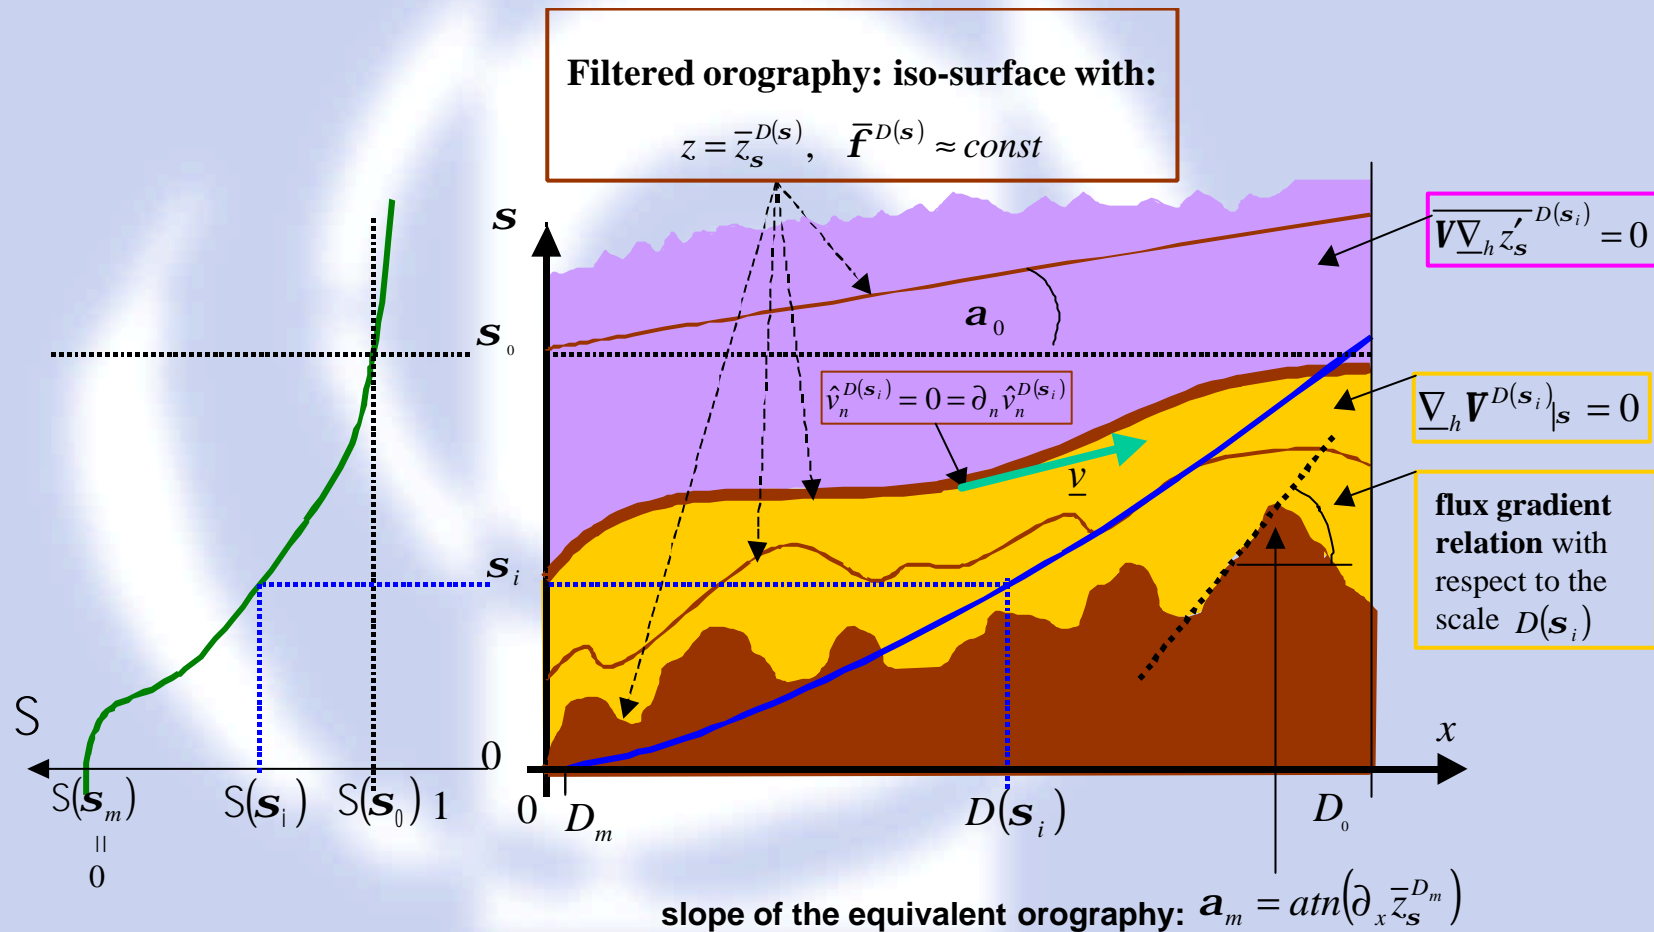 Filtered orography: iso-surface with:
z = z̄_s^D(s), f̄^D(s) ≈ const
s
V∇_h z′_s^D(s_i) = 0
a_0
s_0
v̂_n^D(s_i) = 0 = ∂_n v̂_n^D(s_i)
∇_h V^D(s_i)|s = 0
v
flux gradient
relation with
respect to the
scale D(s_i)
s_i
S
x
0
S(s_m)
S(s_i)
S(s_0) 1
0
D_m
D(s_i)
D_0
=
0
slope of the equivalent orography: a_m = atn(∂_x z̄_s^D_m)